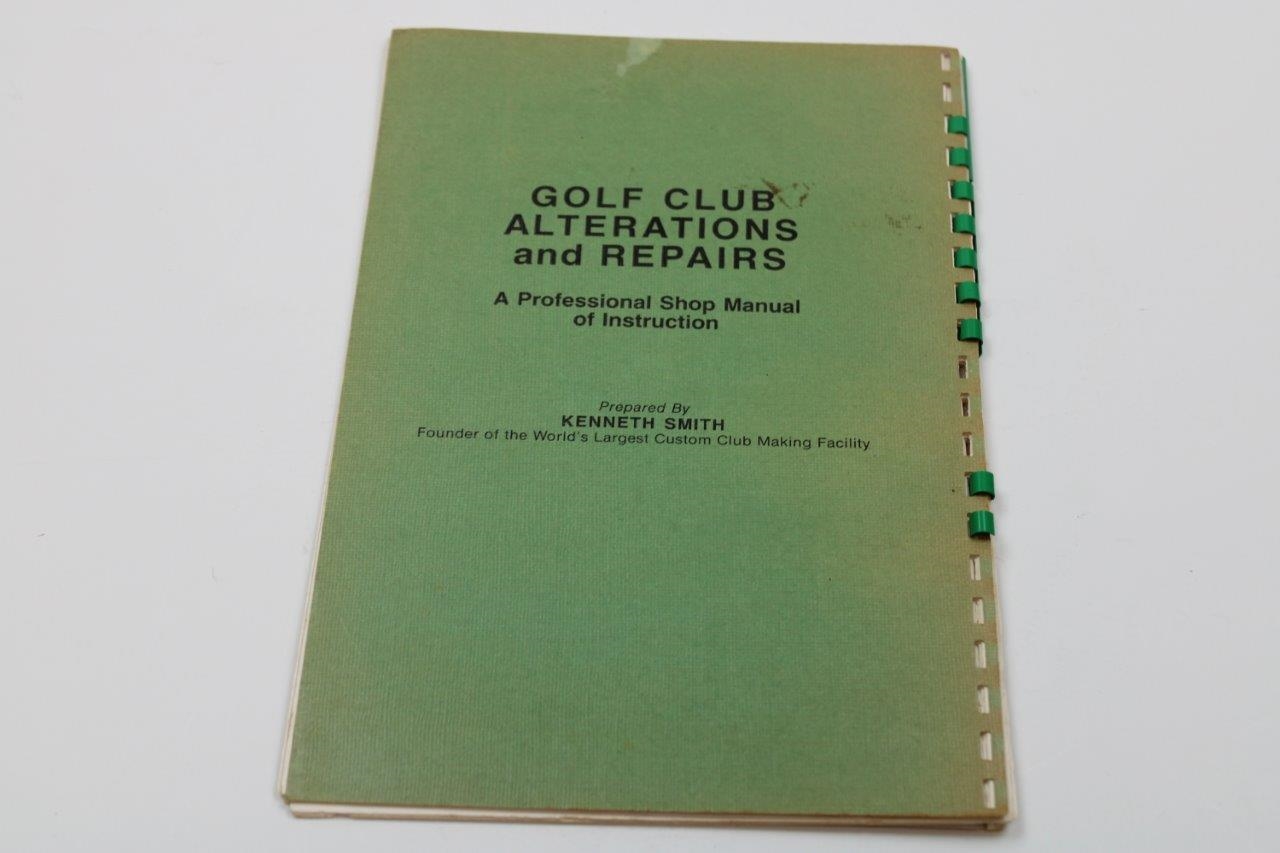 GOLF CLUB
ALTERATIONS
and REPAIRS
A Professional Shop Manual
of Instruction
Prepared By
KENNETH SMITH
Founder of the World's Largest Custom Club Making Facility